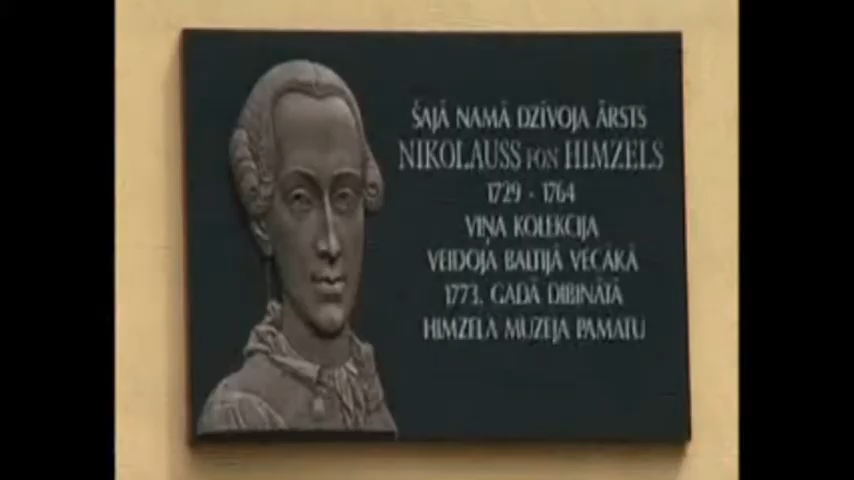 ŠAJĀ NAMĀ DZĪVOJA ĀRSTS
NIKOLAUSS FON HIMZELS
1729 - 1764
VIŅA KOLEKCIJA
VEIDOJA BALTIJĀ VECĀKĀ
1773. GADĀ DIBINĀTĀ
HIMZEĻA MUZEJA PAMATU